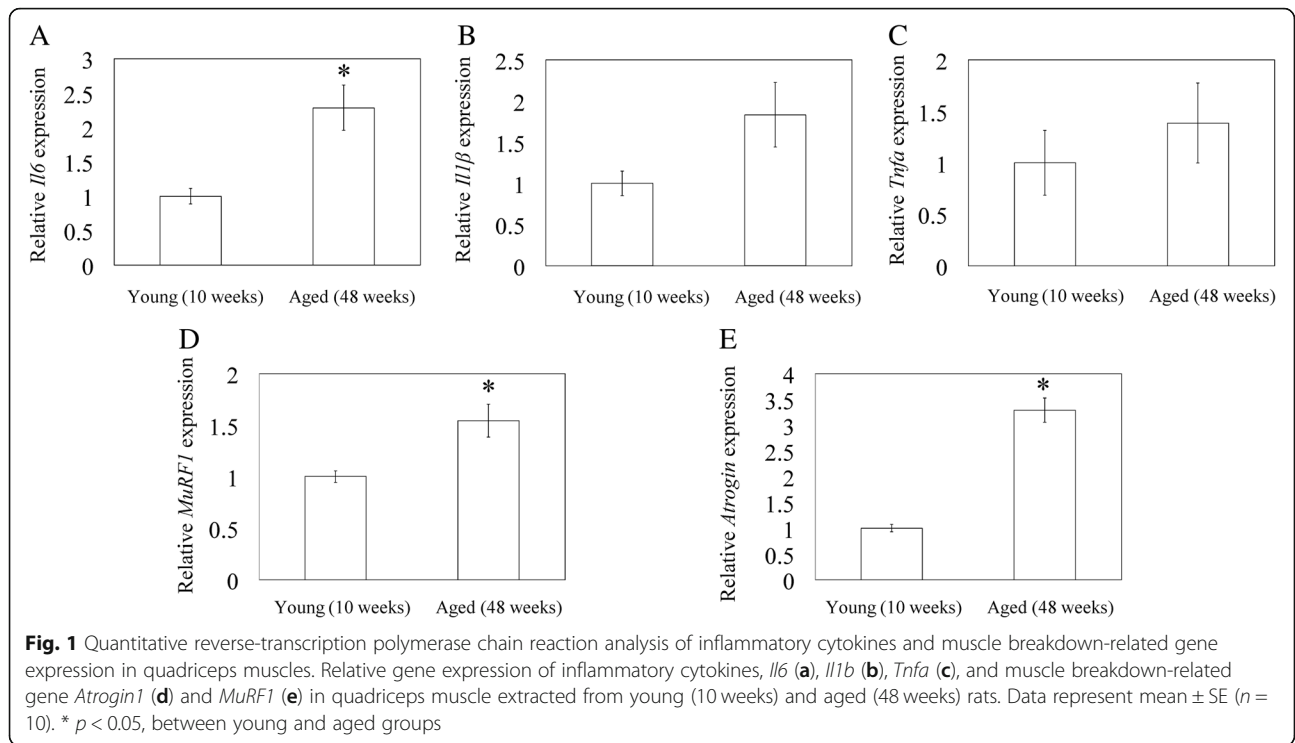 A
Relative Il6 expression
3
2.5
2
1.5
1
0.5
0
*
Young (10 weeks) Aged (48 weeks)
B
Relative Il1β expression
2.5
2
1.5
1
0.5
0
Young (10 weeks) Aged (48 weeks)
C
Relative Tnfa expression
2
1.5
1
0.5
0
Young (10 weeks) Aged (48 weeks)
D
Relative MuRF1 expression
2
1.5
1
0.5
0
*
Young (10 weeks) Aged (48 weeks)
E
Relative Atrogin expression
4
3.5
3
2.5
2
1.5
1
0.5
0
*
Young (10 weeks) Aged (48 weeks)
Fig. 1 Quantitative reverse-transcription polymerase chain reaction analysis of inflammatory cytokines and muscle breakdown-related gene
expression in quadriceps muscles. Relative gene expression of inflammatory cytokines, Il6 (a), Il1b (b), Tnfa (c), and muscle breakdown-related
gene Atrogin1 (d) and MuRF1 (e) in quadriceps muscle extracted from young (10 weeks) and aged (48 weeks) rats. Data represent mean ± SE (n =
10). * p < 0.05, between young and aged groups